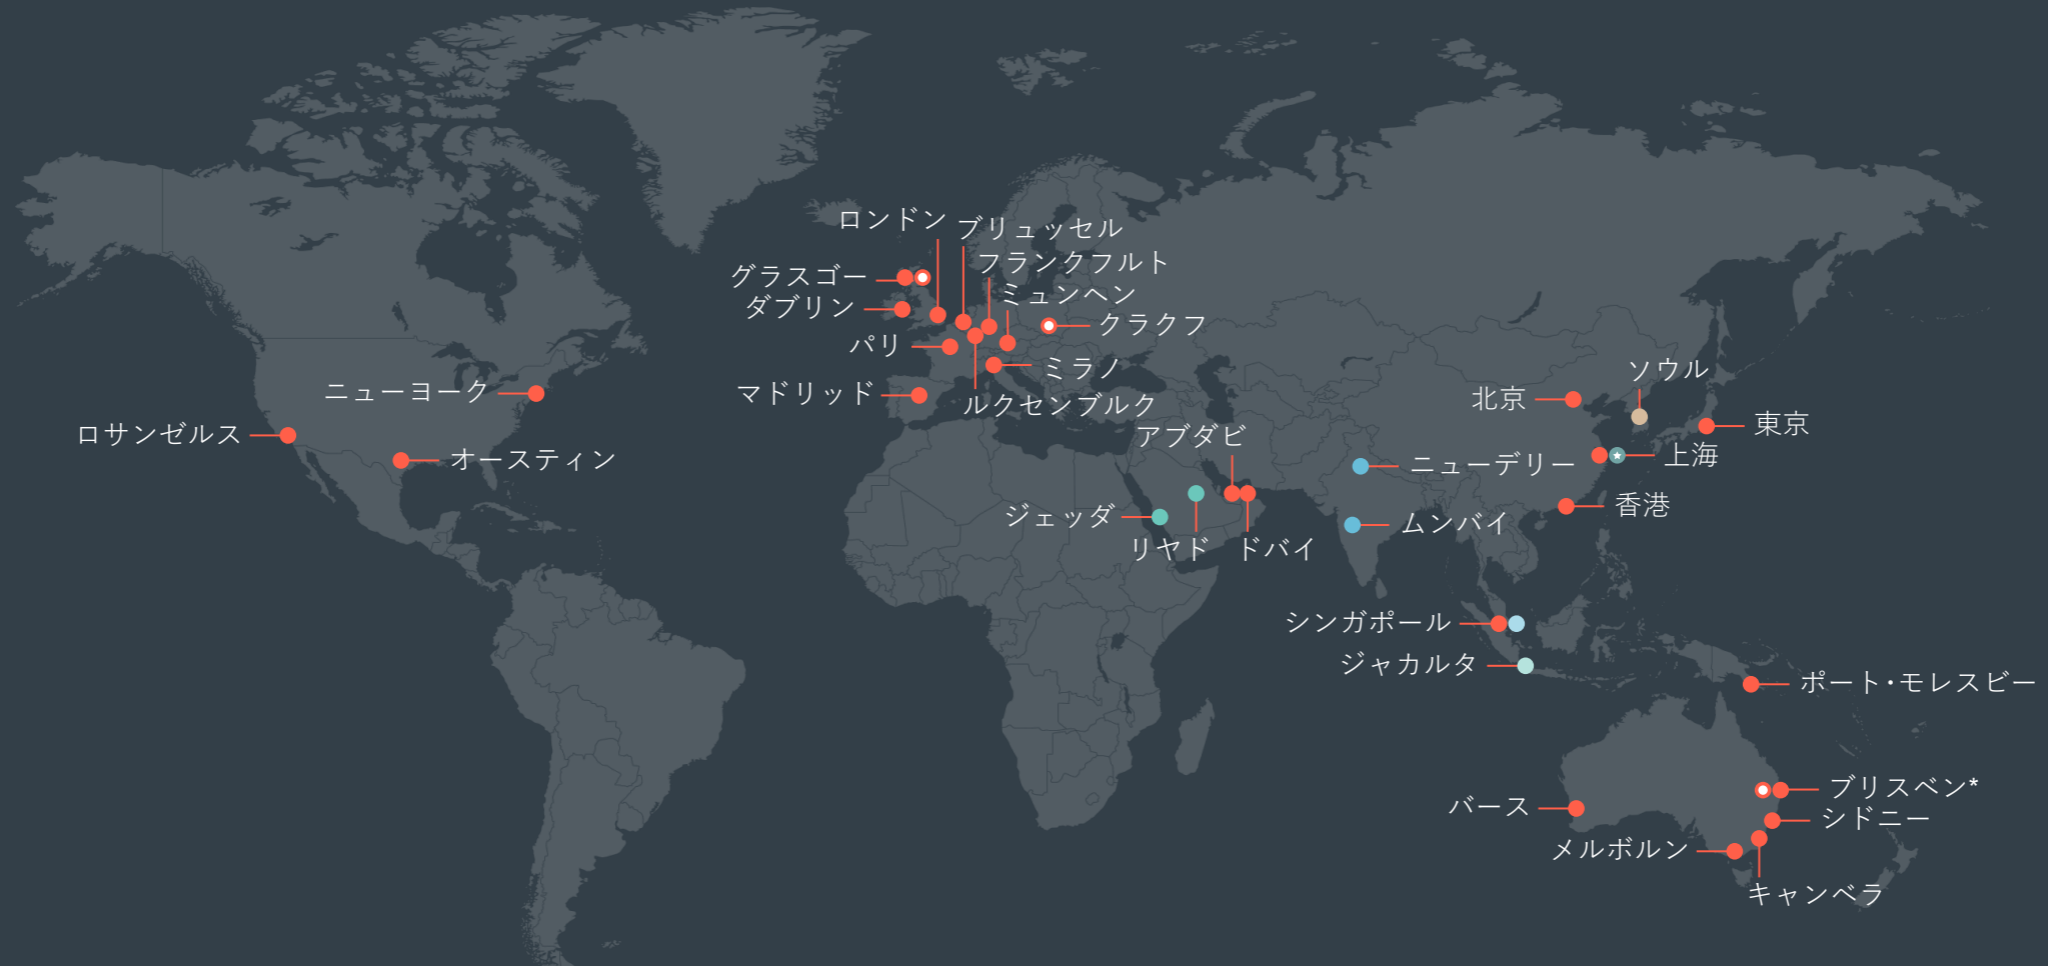 ロンドン
ブリュッセル
フランクフルト
グラスゴー
ミュンヘン
ダブリン
クラクフ
パリ
ミラノ
マドリッド
ルクセンブルク
ニューヨーク
ロサンゼルス
オースティン
アブダビ
ジェッダ
リヤド
ドバイ
ソウル
北京
東京
上海
ニューデリー
香港
ムンバイ
シンガポール
ジャカルタ
ポート・モレスビー
ブリスベン*
パース
シドニー
メルボルン
キャンベラ